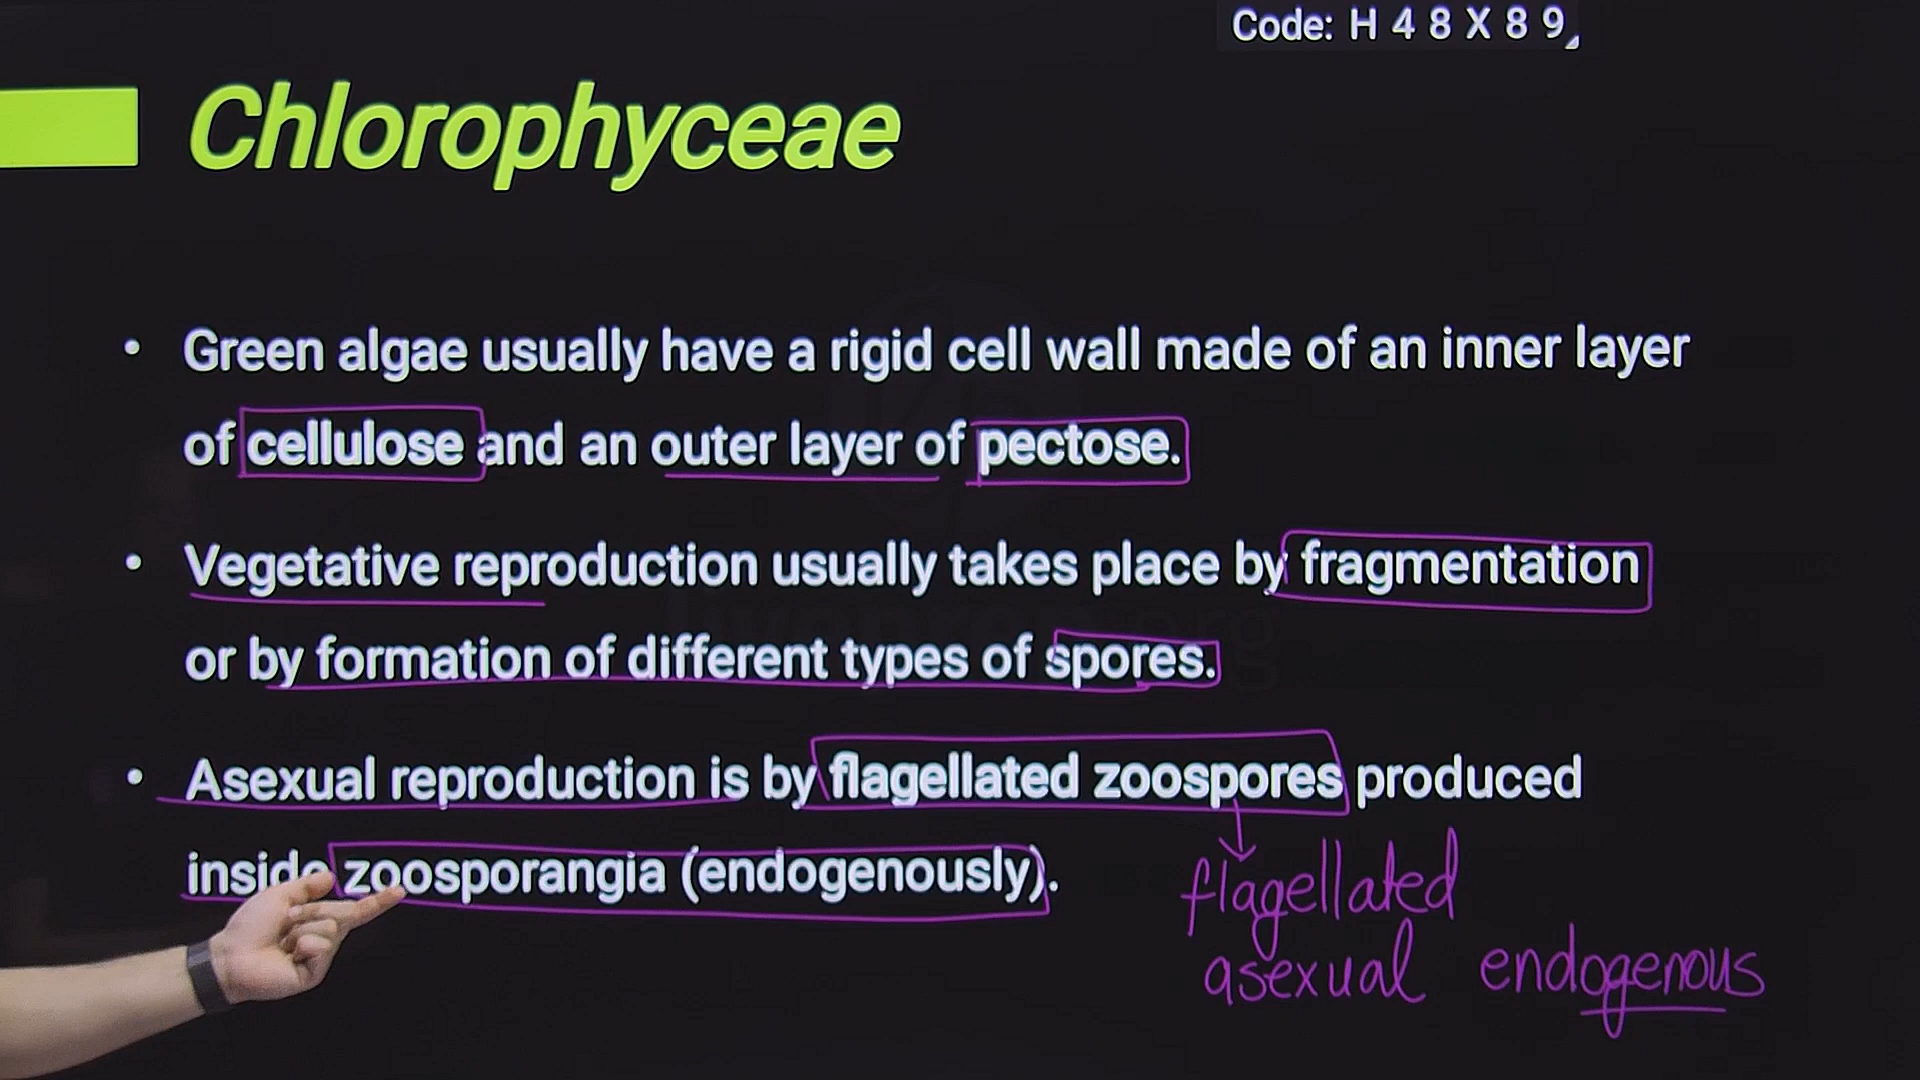 Code: H 4 8 X 8 9
Chlorophyceae
• Green algae usually have a rigid cell wall made of an inner layer
of cellulose and an outer layer of pectose.
• Vegetative reproduction usually takes place by fragmentation
or by formation of different types of spores.
• Asexual reproduction is by flagellated zoospores produced
inside zoosporangia (endogenously).
flagellated
asexual endogenous